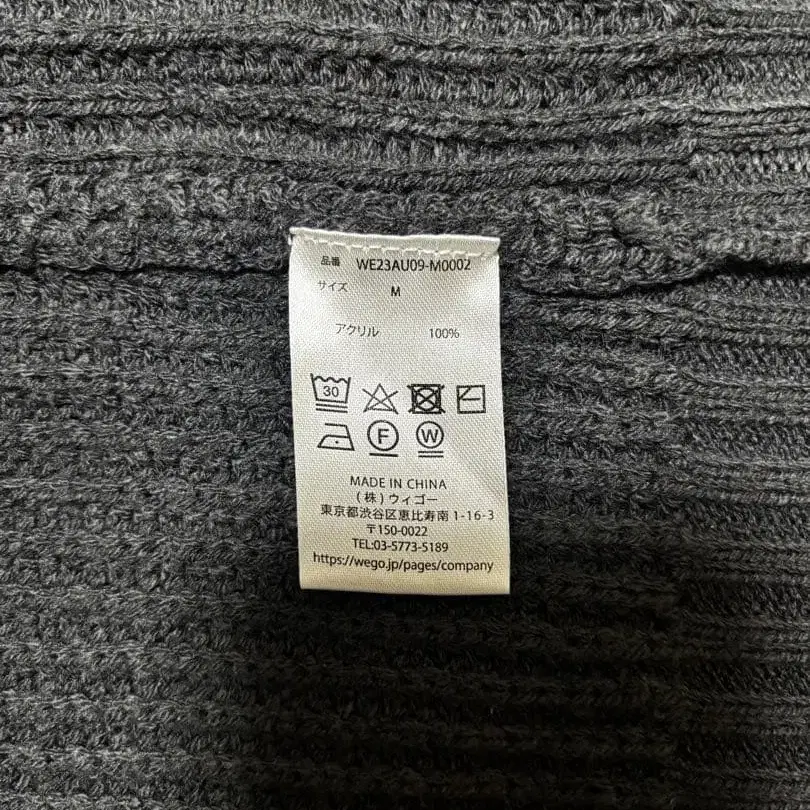 品番 WE23AU09-M0002
サイズ M
アクリル 100%
30
F W
MADE IN CHINA
(株)ウィゴー
東京都渋谷区恵比寿南1-16-3
〒150-0022
TEL:03-5773-5189
https://wego.jp/pages/company